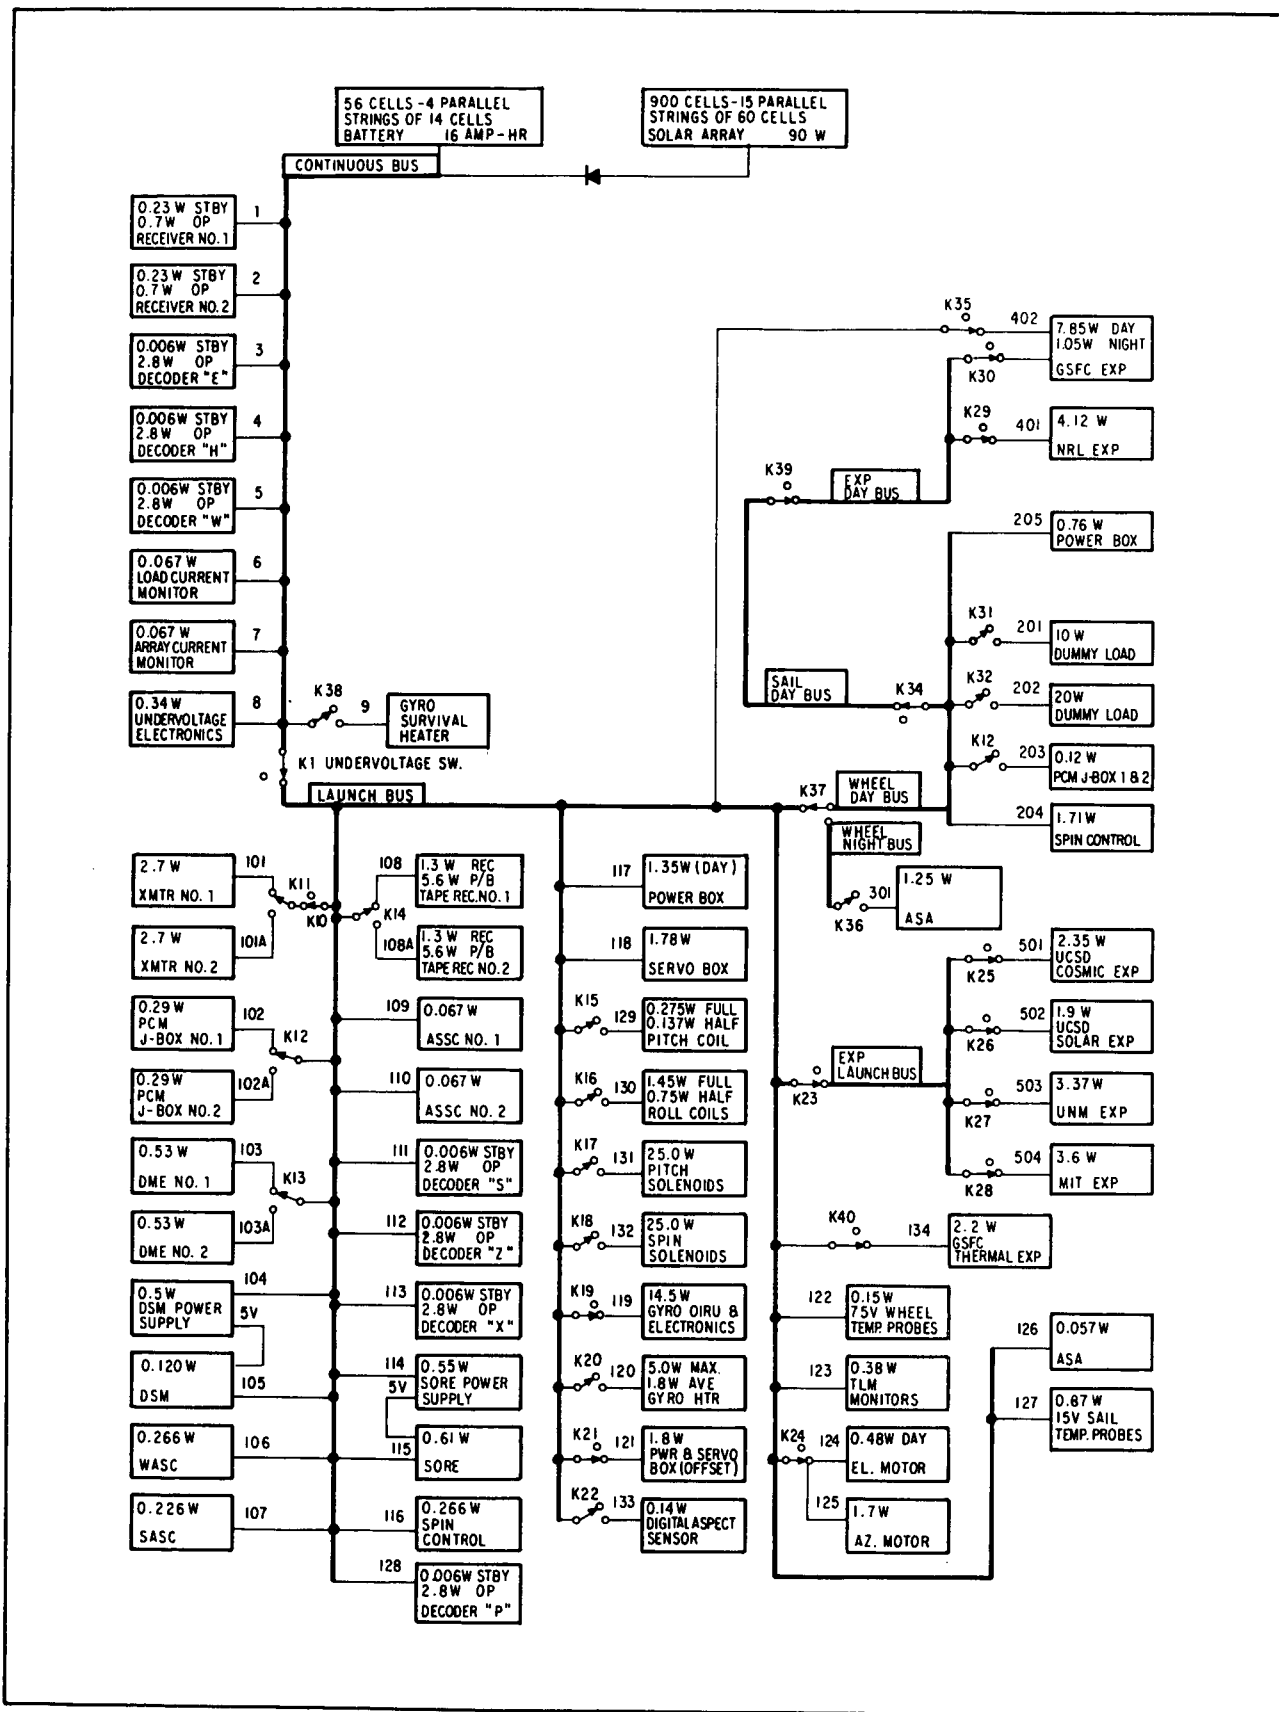 56 CELLS-4 PARALLEL
STRINGS OF 14 CELLS
BATTERY 16 AMP-HR
900 CELLS-15 PARALLEL
STRINGS OF 60 CELLS
SOLAR ARRAY 90 W
CONTINUOUS BUS
0.23 W STBY
0.7W OP
RECEIVER NO.1
1
0.23 W STBY
0.7W OP
RECEIVER NO.2
2
0.006W STBY
2.8W OP
DECODER "E"
3
0.006W STBY
2.8W OP
DECODER "H"
4
0.006W STBY
2.8W OP
DECODER "W"
5
0.067 W
LOAD CURRENT
MONITOR
6
0.067 W
ARRAY CURRENT
MONITOR
7
0.34W
UNDERVOLTAGE
ELECTRONICS
8
K38
9
GYRO
SURVIVAL
HEATER
K1 UNDERVOLTAGE SW.
LAUNCH BUS
K35
402
7.85W DAY
1.05W NIGHT
GSFC EXP
K30
K29
401
4.12 W
NRL EXP
K39
EXP
DAY BUS
205
0.76 W
POWER BOX
K31
201
10 W
DUMMY LOAD
SAIL
DAY BUS
K34
K32
202
20W
DUMMY LOAD
K12
203
0.12 W
PCM J-BOX 1 & 2
K37
WHEEL
DAY BUS
204
1.71W
SPIN CONTROL
WHEEL
NIGHT BUS
K36
301
1.25 W
ASA
2.7 W
XMTR NO. 1
101
K11
K10
2.7 W
XMTR NO. 2
101A
0.29 W
PCM
J-BOX NO.1
102
K12
0.29W
PCM
J-BOX NO.2
102A
0.53 W
DME NO. 1
103
K13
0.53 W
DME NO. 2
103A
0.5W
DSM POWER
SUPPLY
104
5V
0.120W
DSM
105
0.266 W
WASC
106
0.226 W
SASC
107
108
1.3 W REC
5.6 W P/B
TAPE REC.NO. 1
K14
108A
1.3 W REC
5.6 W P/B
TAPE REC NO. 2
109
0.067 W
ASSC NO. 1
110
0.067 W
ASSC NO. 2
111
0.006W STBY
2.8W OP
DECODER "S"
112
0.006W STBY
2.8W OP
DECODER "Z"
113
0.006W STBY
2.8W OP
DECODER "X"
114
5V
0.55W
SORE POWER
SUPPLY
115
0.61 W
SORE
116
0.266 W
SPIN
CONTROL
128
0.006W STBY
2.8W OP
DECODER "P"
117
1.35W (DAY)
POWER BOX
118
1.78W
SERVO BOX
K15
129
0.275W FULL
0.137W HALF
PITCH COIL
K16
130
1.45W FULL
0.75W HALF
ROLL COILS
K17
131
25.0 W
PITCH
SOLENOIDS
K18
132
25.0 W
SPIN
SOLENOIDS
K19
119
14.5W
GYRO OIRU &
ELECTRONICS
K20
120
5.0W MAX.
1.8W AVE
GYRO HTR
K21
121
1.8W
PWR & SERVO
BOX (OFFSET)
K22
133
0.14W
DIGITAL ASPECT
SENSOR
K25
501
2.35 W
UCSD
COSMIC EXP
K26
502
1.9 W
UCSD
SOLAR EXP
K23
EXP
LAUNCH BUS
K27
503
3.37W
UNM EXP
K28
504
3.6 W
MIT EXP
K40
134
2.2 W
GSFC
THERMAL EXP
122
0.15W
75V WHEEL
TEMP. PROBES
123
0.38 W
TLM
MONITORS
K24
124
0.48W DAY
EL. MOTOR
125
1.7W
AZ. MOTOR
126
0.057W
ASA
127
0.87 W
15V SAIL
TEMP. PROBES